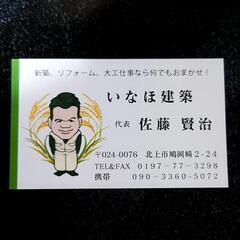 新築、リフォーム、大工仕事なら何でもおまかせ！
いなほ建築
代表 佐藤 賢治
〒024-0076 北上市鳩岡崎2-24
TEL&FAX 0197-77-3298
携帯 090-3360-5072